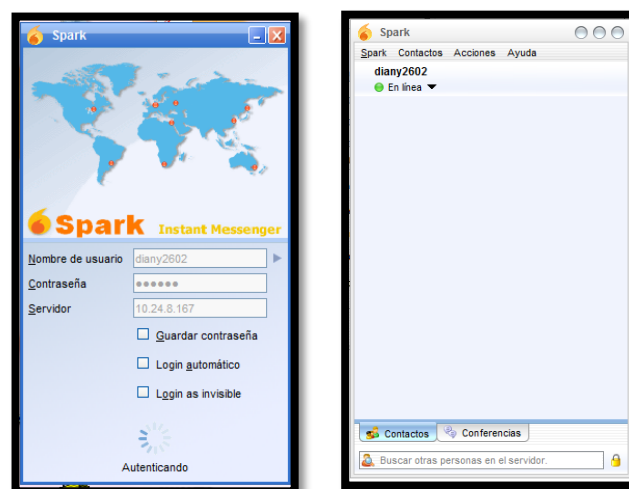 Spark
Spark Instant Messenger
Nombre de usuario diany2602
Contraseña ●●●●●●
Servidor 10.24.8.167
Guardar contraseña
Login automático
Login as invisible
Autenticando
Spark
Spark Contactos Acciones Ayuda
diany2602
En línea
Contactos Conferencias
Buscar otras personas en el servidor.